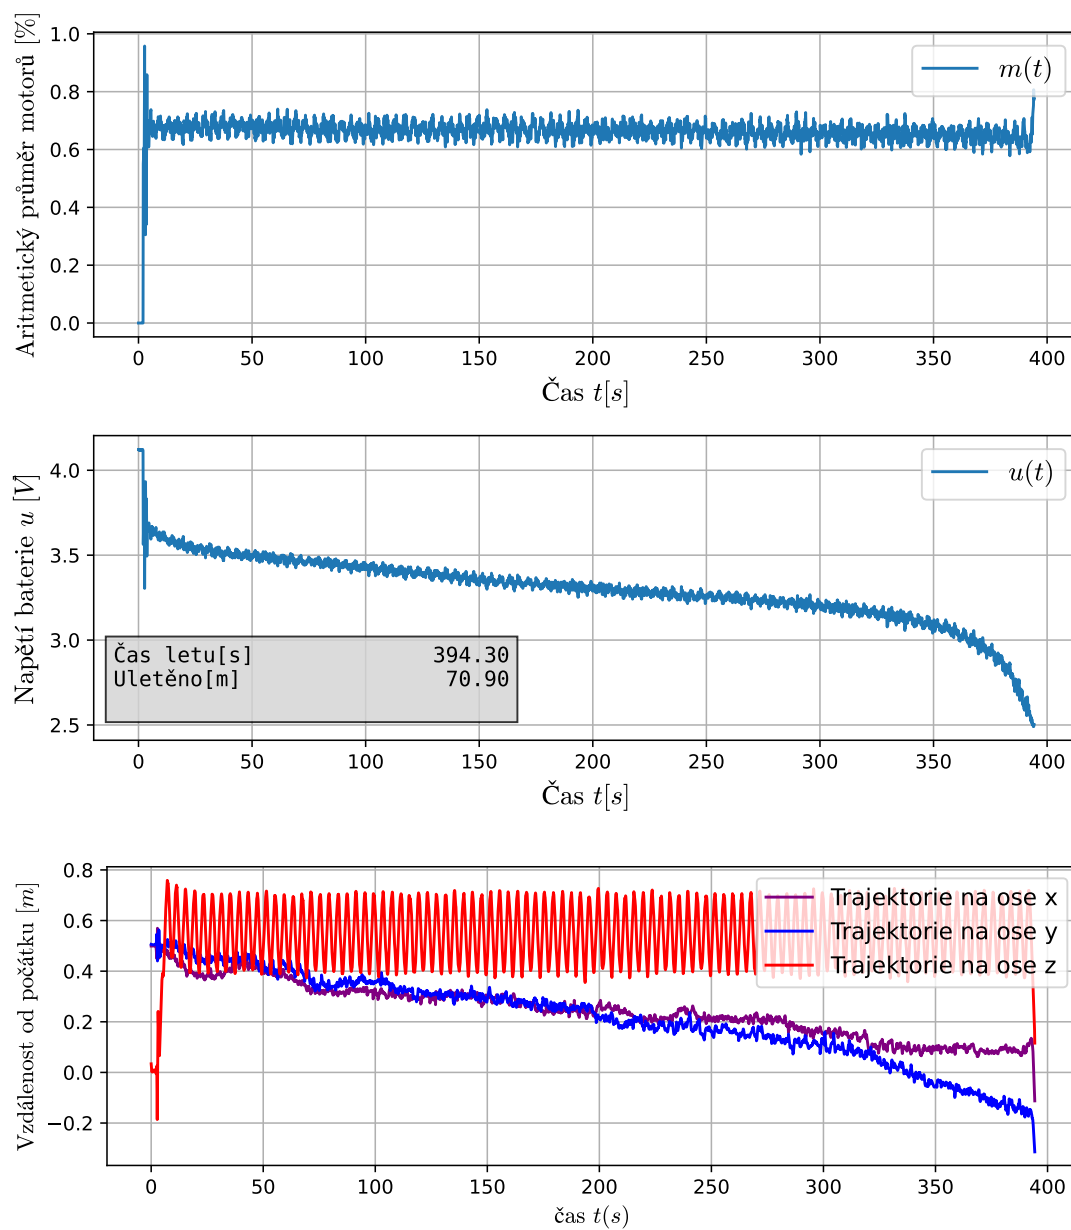 Aritmetický průměr motorů [%]
1.0
0.8
0.6
0.4
0.2
0.0
m(t)
0 50 100 150 200 250 300 350 400
Čas t[s]
Napětí baterie u [V]
4.0
3.5
3.0
2.5
u(t)
Čas letu[s] 394.30
Uletěno[m] 70.90
0 50 100 150 200 250 300 350 400
Čas t[s]
Vzdálenost od počátku [m]
0.8
0.6
0.4
0.2
0.0
−0.2
Trajektorie na ose x
Trajektorie na ose y
Trajektorie na ose z
0 50 100 150 200 250 300 350 400
čas t(s)